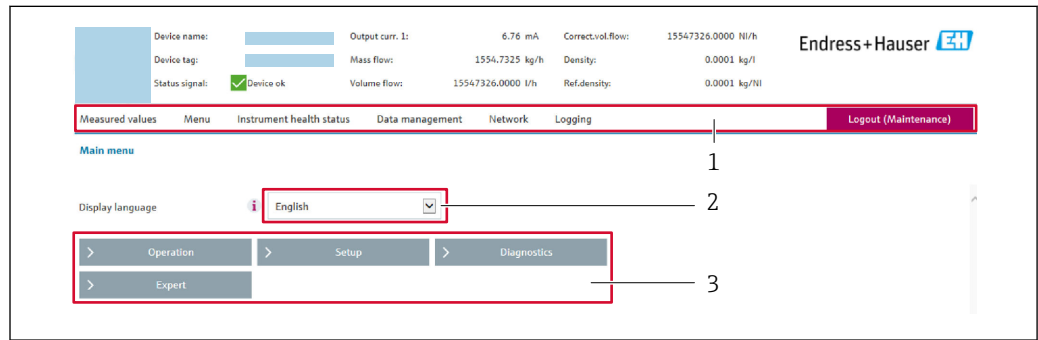 Device name: Output curr. 1: 6.76 mA Correct.vol.flow: 15547326.0000 Nl/h
Endress+Hauser EH
Device tag: Mass flow: 1554.7325 kg/h Density: 0.0001 kg/l
Status signal: Device ok Volume flow: 15547326.0000 l/h Ref.density: 0.0001 kg/Nl
Measured values Menu Instrument health status Data management Network Logging Logout (Maintenance)
1
Main menu
Display language i English 2
> Operation > Setup > Diagnostics
> Expert 3